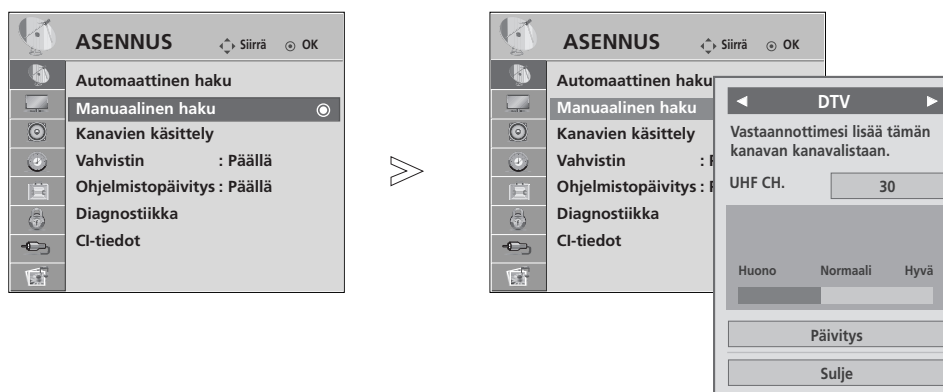 ASENNUS Siirrä OK
Automaattinen haku
Manuaalinen haku
Kanavien käsittely
Vahvistin : Päällä
Ohjelmistopäivitys : Päällä
Diagnostiikka
CI-tiedot
ASENNUS Siirrä OK
Automaattinen haku
Manuaalinen haku
Kanavien käsittely
Vahvistin :
Ohjelmistopäivitys :
Diagnostiikka
CI-tiedot
DTV
Vastaannottimesi lisää tämän
kanavan kanavalistaan.
UHF CH. 30
Huono Normaali Hyvä
Päivitys
Sulje